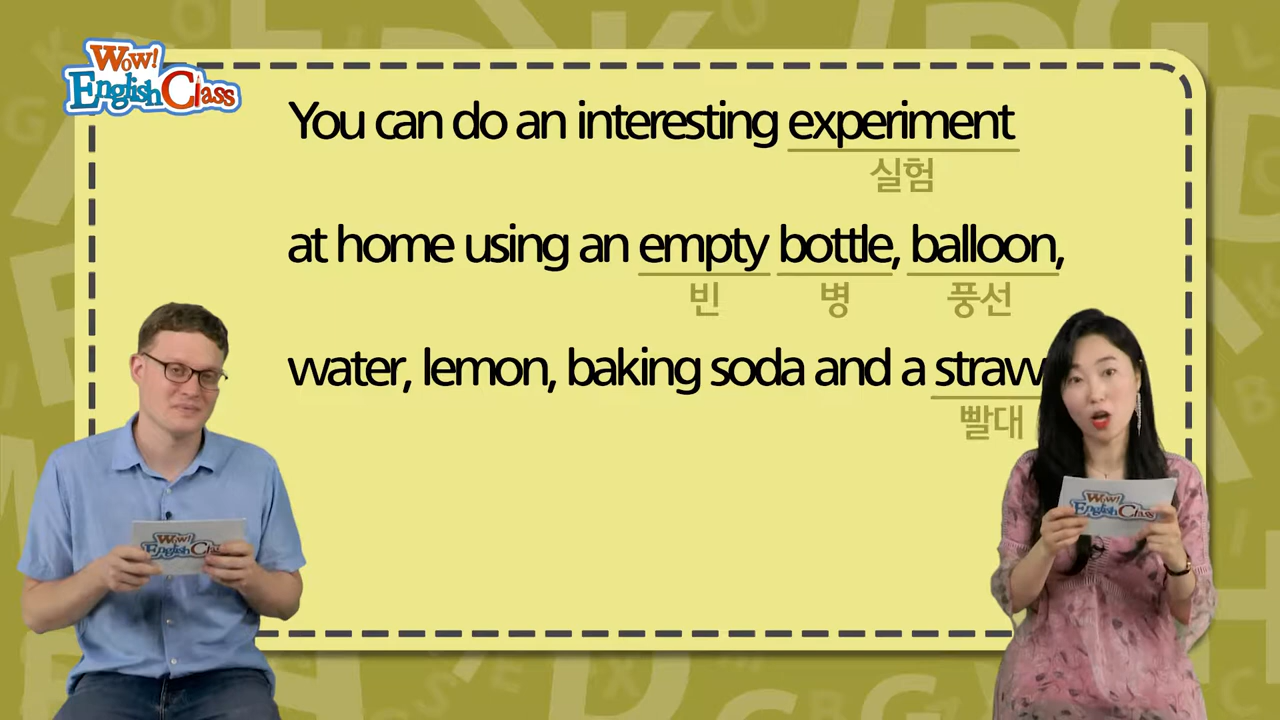 Wow!
English Class
You can do an interesting experiment
실험
at home using an empty bottle, balloon,
빈 병 풍선
water, lemon, baking soda and a straw
빨대
Wow!
English Class
Wow!
English Class